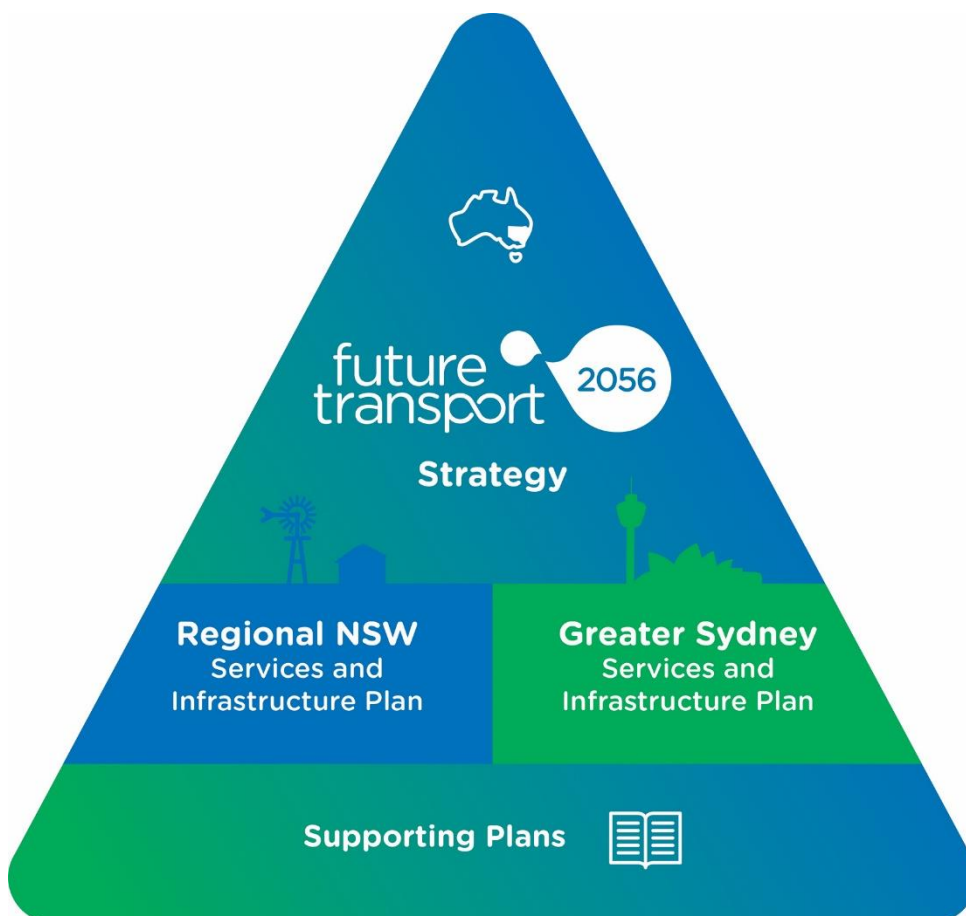 future
transport
2056
Strategy
Regional NSW
Services and
Infrastructure Plan
Greater Sydney
Services and
Infrastructure Plan
Supporting Plans